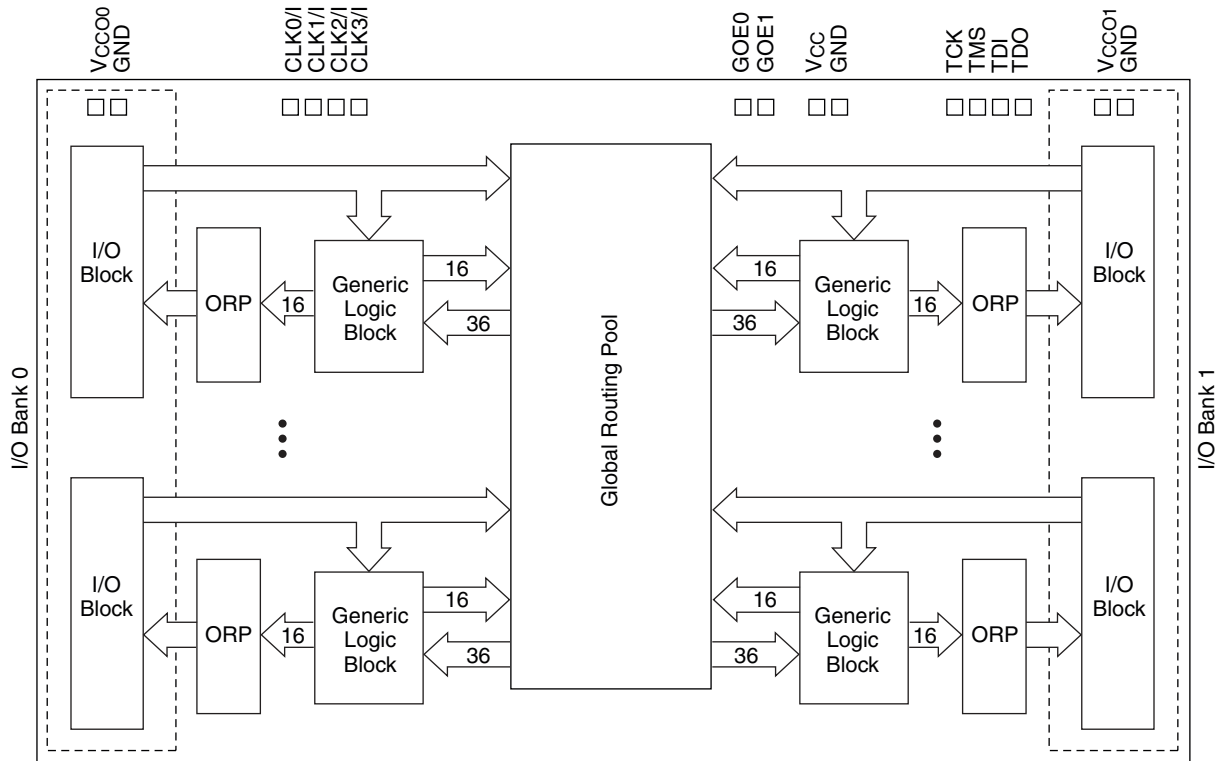 VCCO0
GND
CLK0/I
CLK1/I
CLK2/I
CLK3/I
GOE0
GOE1
VCC
GND
TCK
TMS
TDI
TDO
VCCO1
GND
I/O Bank 0
I/O
Block
ORP
16
Generic
Logic
Block
16
36
Global Routing Pool
16
36
Generic
Logic
Block
16
ORP
I/O
Block
I/O Bank 1
I/O
Block
ORP
16
Generic
Logic
Block
16
36
16
36
Generic
Logic
Block
16
ORP
I/O
Block